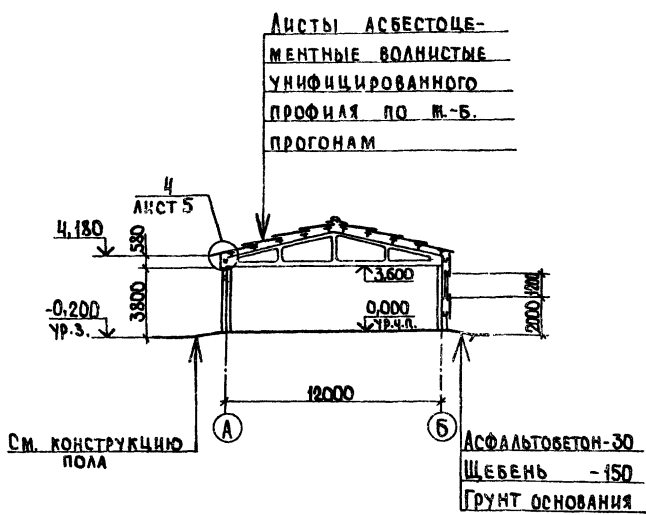 Листы асбестоце-
ментные волнистые
унифицированного
профиля по ж.-б.
прогонам
4
лист 5
4,180
580
3.600
3800
-0,200
ур.з.
0,000
ур.ч.п.
1200
2000
12000
А
Б
См. конструкцию
пола
Асфальтобетон-30
Щебень -150
Грунт основания